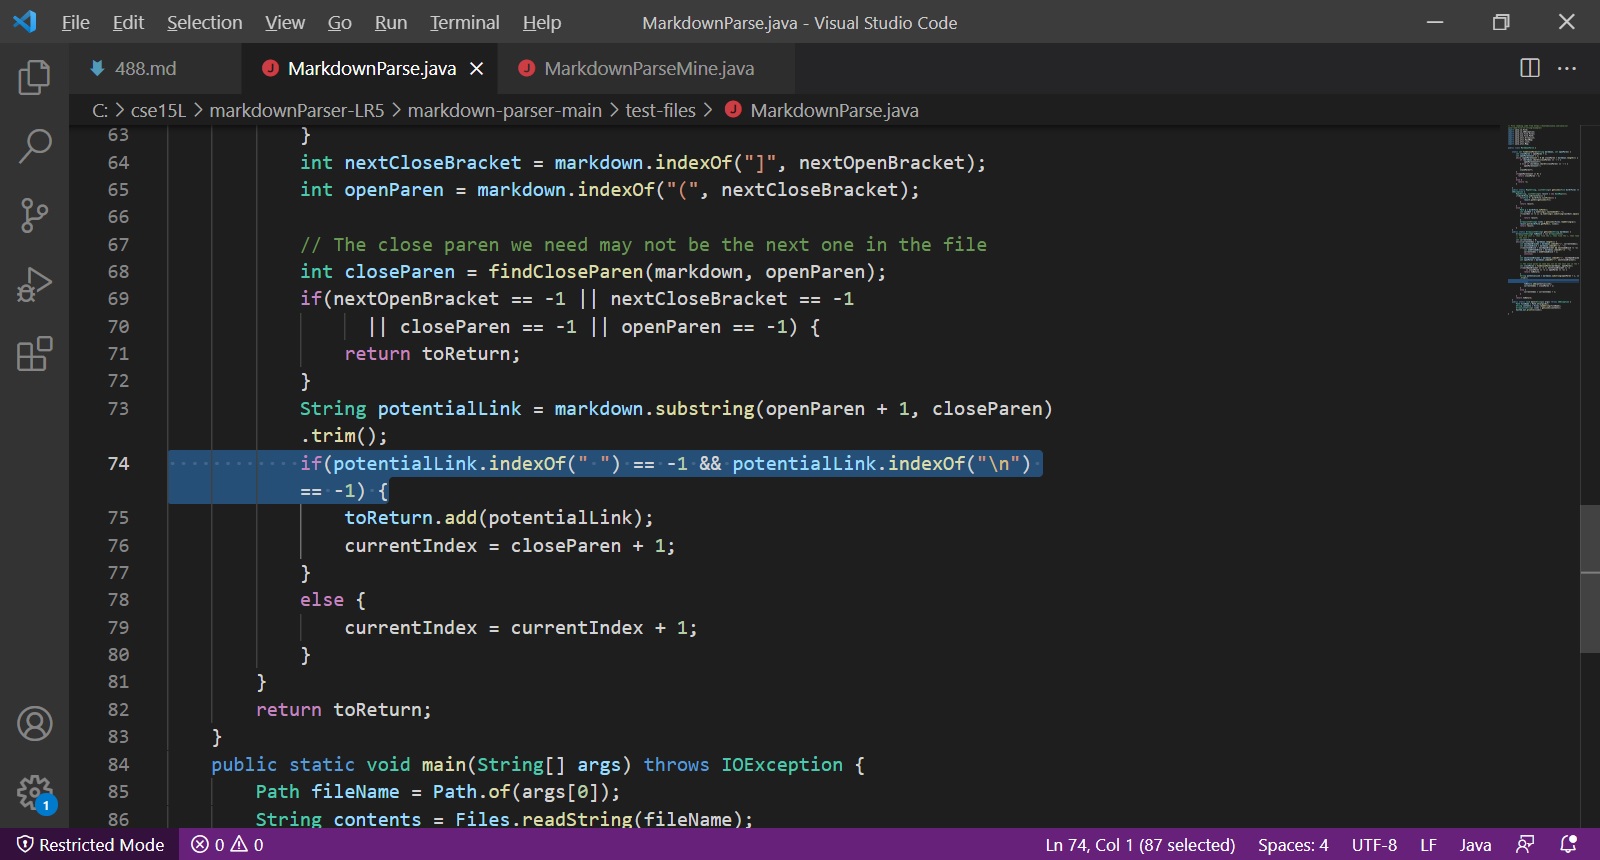 File Edit Selection View Go Run Terminal Help MarkdownParse.java - Visual Studio Code
488.md MarkdownParse.java MarkdownParseMine.java
C: > cse15L > markdownParser-LR5 > markdown-parser-main > test-files > J MarkdownParse.java
63 }
64 int nextCloseBracket = markdown.indexOf("]", nextOpenBracket);
65 int openParen = markdown.indexOf("(", nextCloseBracket);
66
67 // The close paren we need may not be the next one in the file
68 int closeParen = findCloseParen(markdown, openParen);
69 if(nextOpenBracket == -1 || nextCloseBracket == -1
70 || closeParen == -1 || openParen == -1) {
71 return toReturn;
72 }
73 String potentialLink = markdown.substring(openParen + 1, closeParen)
.trim();
74 if(potentialLink.indexOf(" ") == -1 && potentialLink.indexOf("\n")
== -1) {
75 toReturn.add(potentialLink);
76 currentIndex = closeParen + 1;
77 }
78 else {
79 currentIndex = currentIndex + 1;
80 }
81 }
82 return toReturn;
83 }
84 public static void main(String[] args) throws IOException {
85 Path fileName = Path.of(args[0]);
86 String contents = Files.readString(fileName);
1
Restricted Mode 0 0 Ln 74, Col 1 (87 selected) Spaces: 4 UTF-8 LF Java